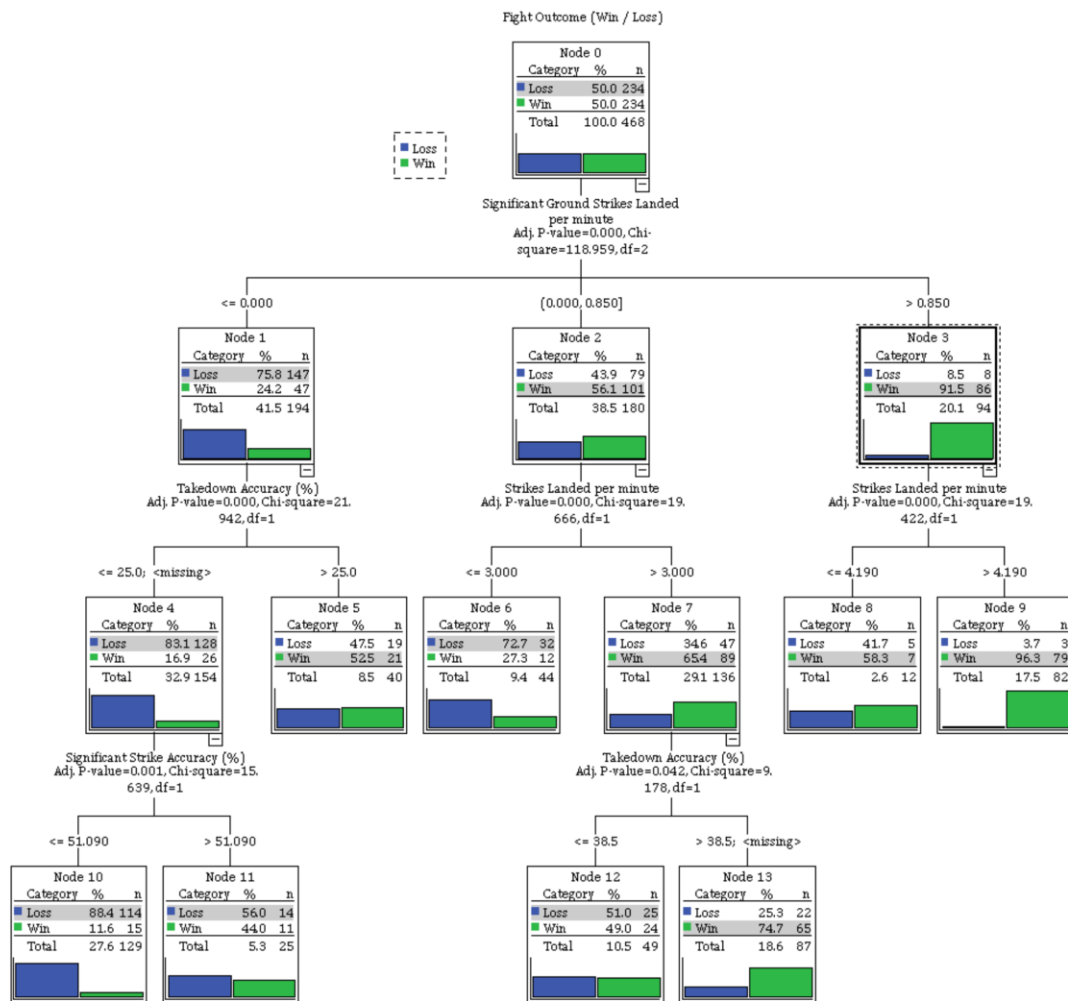 Fight Outcome (Win / Loss)
Node 0
Category % n
Loss 50.0 234
Win 50.0 234
Total 100.0 468
Loss
Win
Significant Ground Strikes Landed
per minute
Adj. P-value=0.000, Chi-
square=118.959, df=2
<= 0.000
(0.000, 0.850]
> 0.850
Node 1
Category % n
Loss 75.8 147
Win 24.2 47
Total 41.5 194
Node 2
Category % n
Loss 43.9 79
Win 56.1 101
Total 38.5 180
Node 3
Category % n
Loss 8.5 8
Win 91.5 86
Total 20.1 94
Takedown Accuracy (%)
Adj. P-value=0.000, Chi-square=21.
942, df=1
Strikes Landed per minute
Adj. P-value=0.000, Chi-square=19.
666, df=1
Strikes Landed per minute
Adj. P-value=0.000, Chi-square=19.
422, df=1
<= 25.0; <missing>
> 25.0
<= 3.000
> 3.000
<= 4.190
> 4.190
Node 4
Category % n
Loss 83.1 128
Win 16.9 26
Total 32.9 154
Node 5
Category % n
Loss 47.5 19
Win 52.5 21
Total 8.5 40
Node 6
Category % n
Loss 72.7 32
Win 27.3 12
Total 9.4 44
Node 7
Category % n
Loss 34.6 47
Win 65.4 89
Total 29.1 136
Node 8
Category % n
Loss 41.7 5
Win 58.3 7
Total 2.6 12
Node 9
Category % n
Loss 3.7 3
Win 96.3 79
Total 17.5 82
Significant Strike Accuracy (%)
Adj. P-value=0.001, Chi-square=15.
639, df=1
Takedown Accuracy (%)
Adj. P-value=0.042, Chi-square=9.
178, df=1
<= 51.090
> 51.090
<= 38.5
> 38.5; <missing>
Node 10
Category % n
Loss 88.4 114
Win 11.6 15
Total 27.6 129
Node 11
Category % n
Loss 56.0 14
Win 44.0 11
Total 5.3 25
Node 12
Category % n
Loss 51.0 25
Win 49.0 24
Total 10.5 49
Node 13
Category % n
Loss 25.3 22
Win 74.7 65
Total 18.6 87